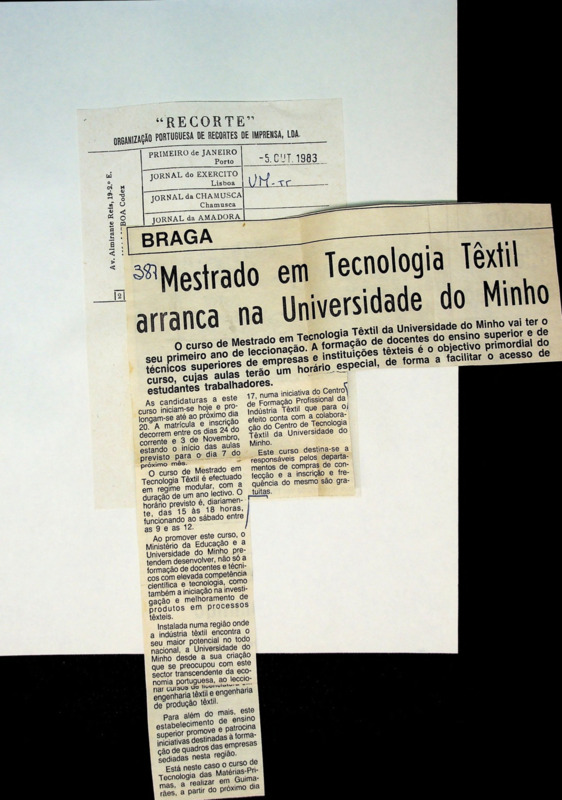 "RECORTE"
ORGANIZAÇÃO PORTUGUESA DE RECORTES DE IMPRENSA, LDA.
PRIMEIRO de JANEIRO
Porto
-5. OUT. 1983
JORNAL do EXERCITO
Lisboa
JORNAL da CHAMUSCA
Chamusca
JORNAL da AMADORA
Av. Almirante Reis, 19-2.º E.
BOA Codex
2
BRAGA
387
Mestrado em Tecnologia Têxtil
arranca na Universidade do Minho
O curso de Mestrado em Tecnologia Têxtil da Universidade do Minho vai ter o
seu primeiro ano de leccionação. A formação de docentes do ensino superior e de
técnicos superiores de empresas e instituições têxteis é o objectivo primordial do
curso, cujas aulas terão um horário especial, de forma a facilitar o acesso de
estudantes trabalhadores.
As candidaturas a este
curso iniciam-se hoje e pro-
longam-se até ao próximo dia
20. A matrícula e inscrição
decorrem entre os dias 24 do
corrente e 3 de Novembro,
estando o início das aulas
previsto para o dia 7 do
próximo mês.
O curso de Mestrado em
Tecnologia Têxtil é efectuado
em regime modular, com a
duração de um ano lectivo. O
horário previsto é, diariamen-
te, das 15 às 18 horas,
funcionando ao sábado entre
as 9 e as 12.
Ao promover este curso, o
Ministério da Educação e a
Universidade do Minho pre-
tendem desenvolver, não só a
formação de docentes e técni-
cos com elevada competência
científica e tecnologia, como
também a iniciação na investi-
gação e melhoramento de
produtos em processos
têxteis.
Instalada numa região onde
a indústria têxtil encontra o
seu maior potencial no todo
nacional, a Universidade do
Minho desde a sua criação
que se preocupou com este
sector transcendente da eco-
nomia portuguesa, ao leccio-
nar cursos de licenciatura em
engenharia têxtil e engenharia
de produção têxtil.
Para além do mais, este
estabelecimento de ensino
superior promove e patrocina
iniciativas destinadas à forma-
ção de quadros das empresas
sediadas nesta região.
Está neste caso o curso de
Tecnologia das Matérias-Pri-
mas, a realizar em Guima-
rães, a partir do próximo dia
17, numa iniciativa do Centro
de Formação Profissional da
Indústria Têxtil que para o
efeito conta com a colabora-
ção do Centro de Tecnologia
Têxtil da Universidade do
Minho.
Este curso destina-se a
responsáveis pelos departa-
mentos de compras de con-
fecção e a inscrição e fre-
quência do mesmo são gra-
tuitas.